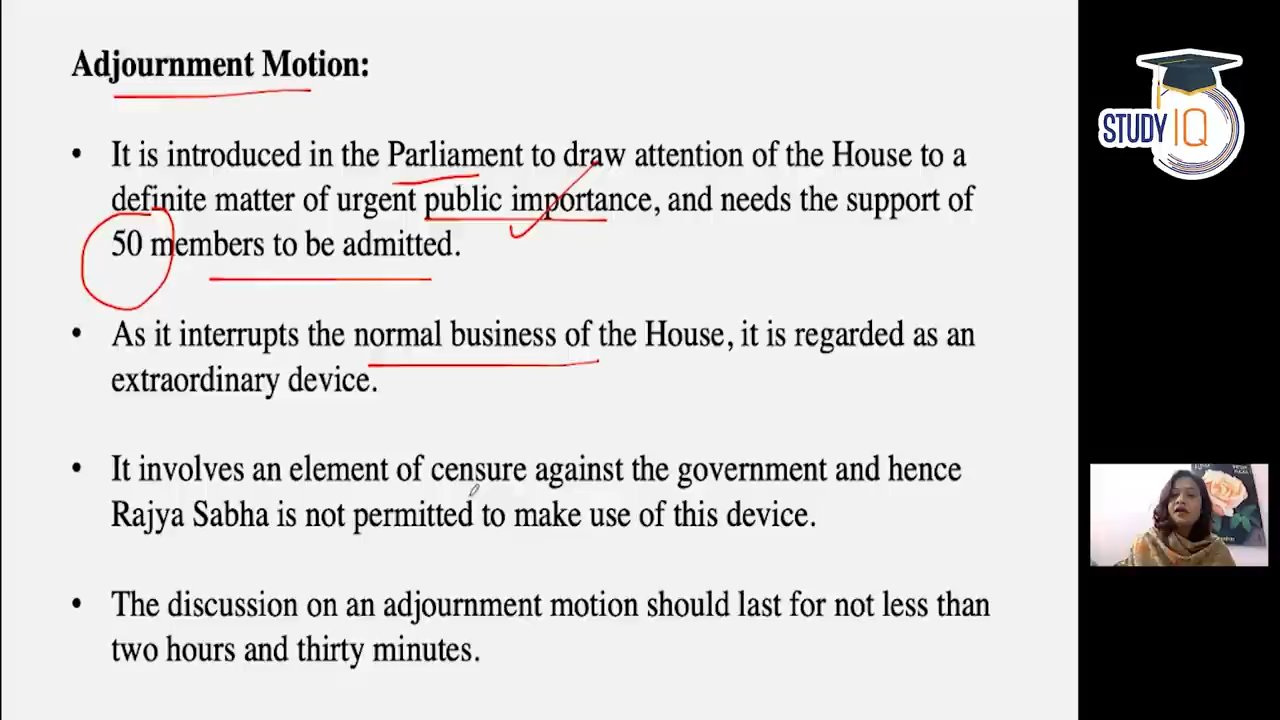 Adjournment Motion:
• It is introduced in the Parliament to draw attention of the House to a
definite matter of urgent public importance, and needs the support of
50 members to be admitted.
• As it interrupts the normal business of the House, it is regarded as an
extraordinary device.
• It involves an element of censure against the government and hence
Rajya Sabha is not permitted to make use of this device.
• The discussion on an adjournment motion should last for not less than
two hours and thirty minutes.
STUDY IQ